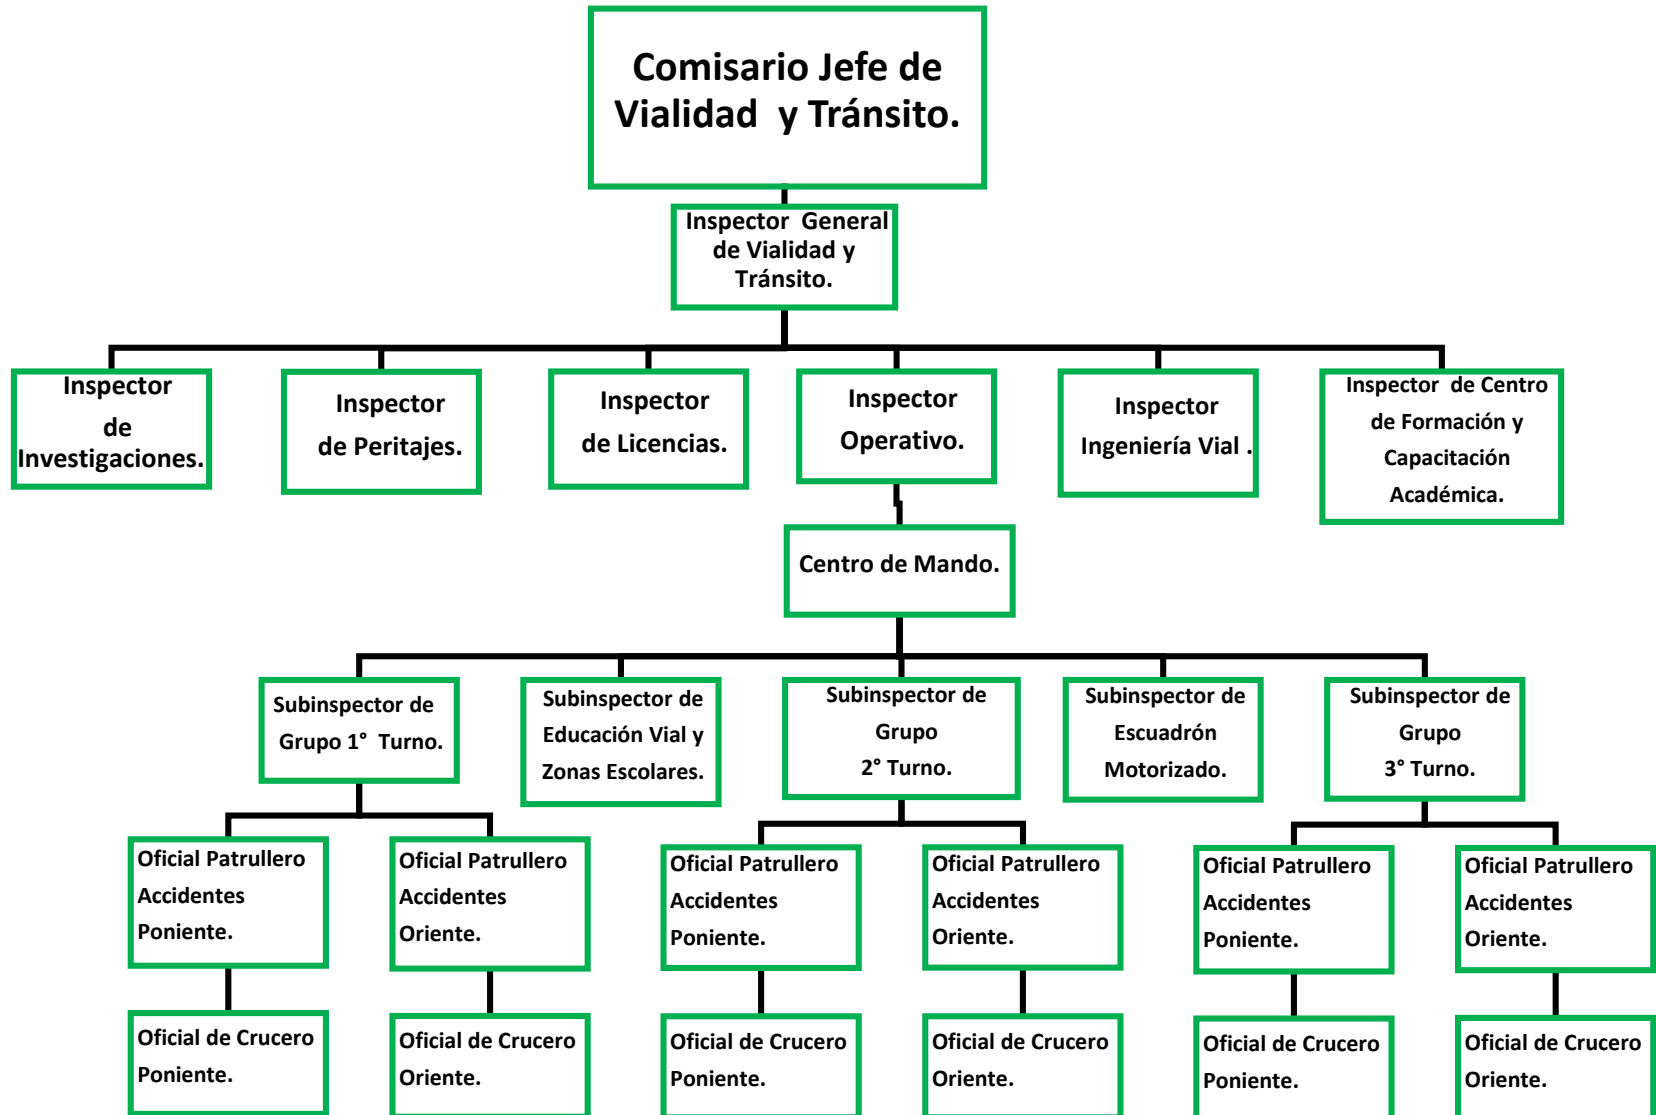 Comisario Jefe de
Vialidad y Tránsito.
Inspector General
de Vialidad y
Tránsito.
Inspector
de
Investigaciones.
Inspector
de Peritajes.
Inspector
de Licencias.
Inspector
Operativo.
Inspector
Ingeniería Vial .
Inspector de Centro
de Formación y
Capacitación
Académica.
Centro de Mando.
Subinspector de
Grupo 1° Turno.
Subinspector de
Educación Vial y
Zonas Escolares.
Subinspector de
Grupo
2° Turno.
Subinspector de
Escuadrón
Motorizado.
Subinspector de
Grupo
3° Turno.
Oficial Patrullero
Accidentes
Poniente.
Oficial Patrullero
Accidentes
Oriente.
Oficial Patrullero
Accidentes
Poniente.
Oficial Patrullero
Accidentes
Oriente.
Oficial Patrullero
Accidentes
Poniente.
Oficial Patrullero
Accidentes
Oriente.
Oficial de Crucero
Poniente.
Oficial de Crucero
Oriente.
Oficial de Crucero
Poniente.
Oficial de Crucero
Oriente.
Oficial de Crucero
Poniente.
Oficial de Crucero
Oriente.